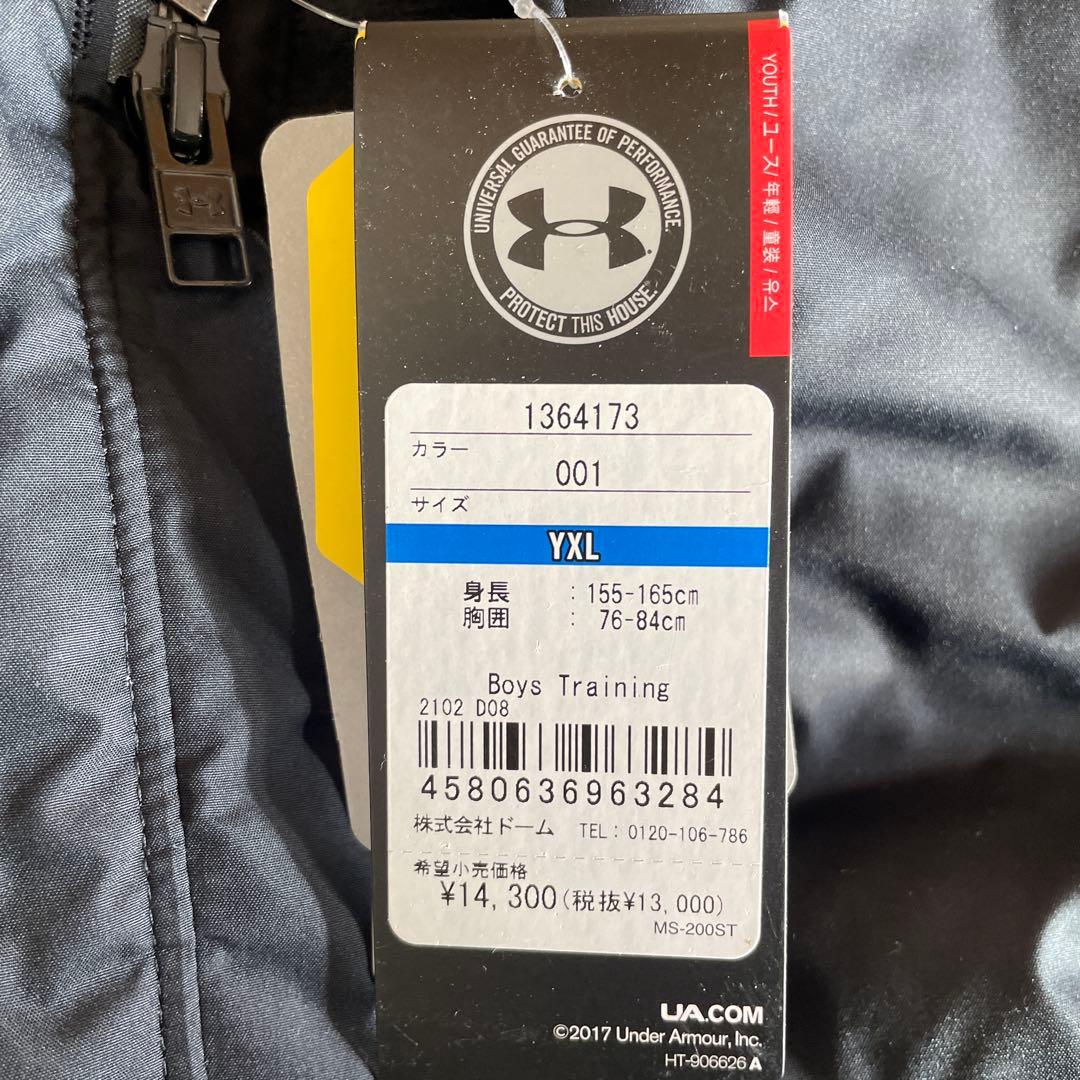 UNIVERSAL GUARANTEE OF PERFORMANCE.
PROTECT THIS HOUSE.
YOUTH / ユース / 年輕 / 童装 / 유스
1364173
カラー
001
サイズ
YXL
身長 : 155-165cm
胸囲 : 76-84cm
Boys Training
2102 D08
4580636963284
株式会社ドーム TEL: 0120-106-786
希望小売価格
¥14,300(税抜¥13,000)
MS-200ST
UA.COM
©2017 Under Armour, Inc.
HT-906626 A